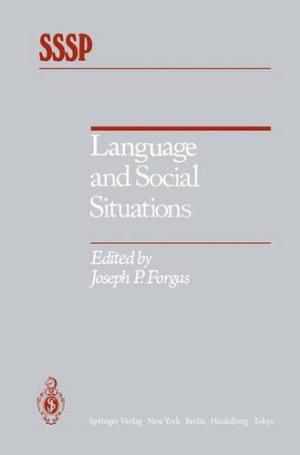 SSSP
Language
and Social
Situations
Edited by
Joseph P. Forgas
Springer Verlag New York Berlin Heidelberg Tokyo